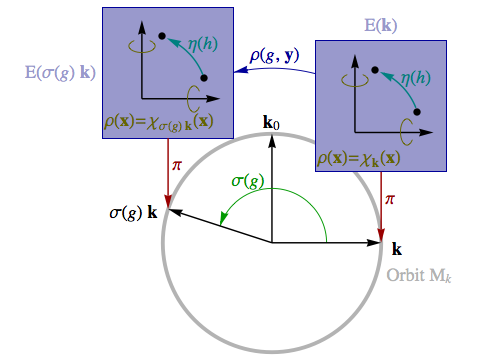 E(k)
ρ(g, y)
η(h)
E(σ(g) k)
η(h)
ρ(x)=χσ(g) k(x)
k₀
ρ(x)=χk(x)
π
σ(g)
π
σ(g) k
k
Orbit Mk